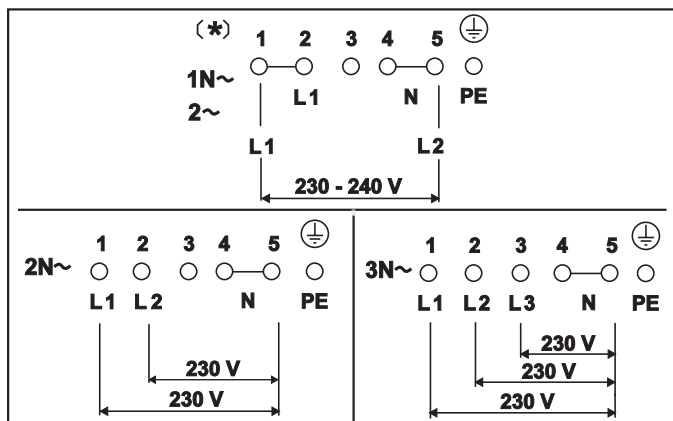 (*) 1 2 3 4 5
1N~ L1 N PE
2~
L1 L2
230 - 240 V
1 2 3 4 5
2N~
L1 L2 N PE
230 V
230 V
1 2 3 4 5
3N~
L1 L2 L3 N PE
230 V
230 V
230 V